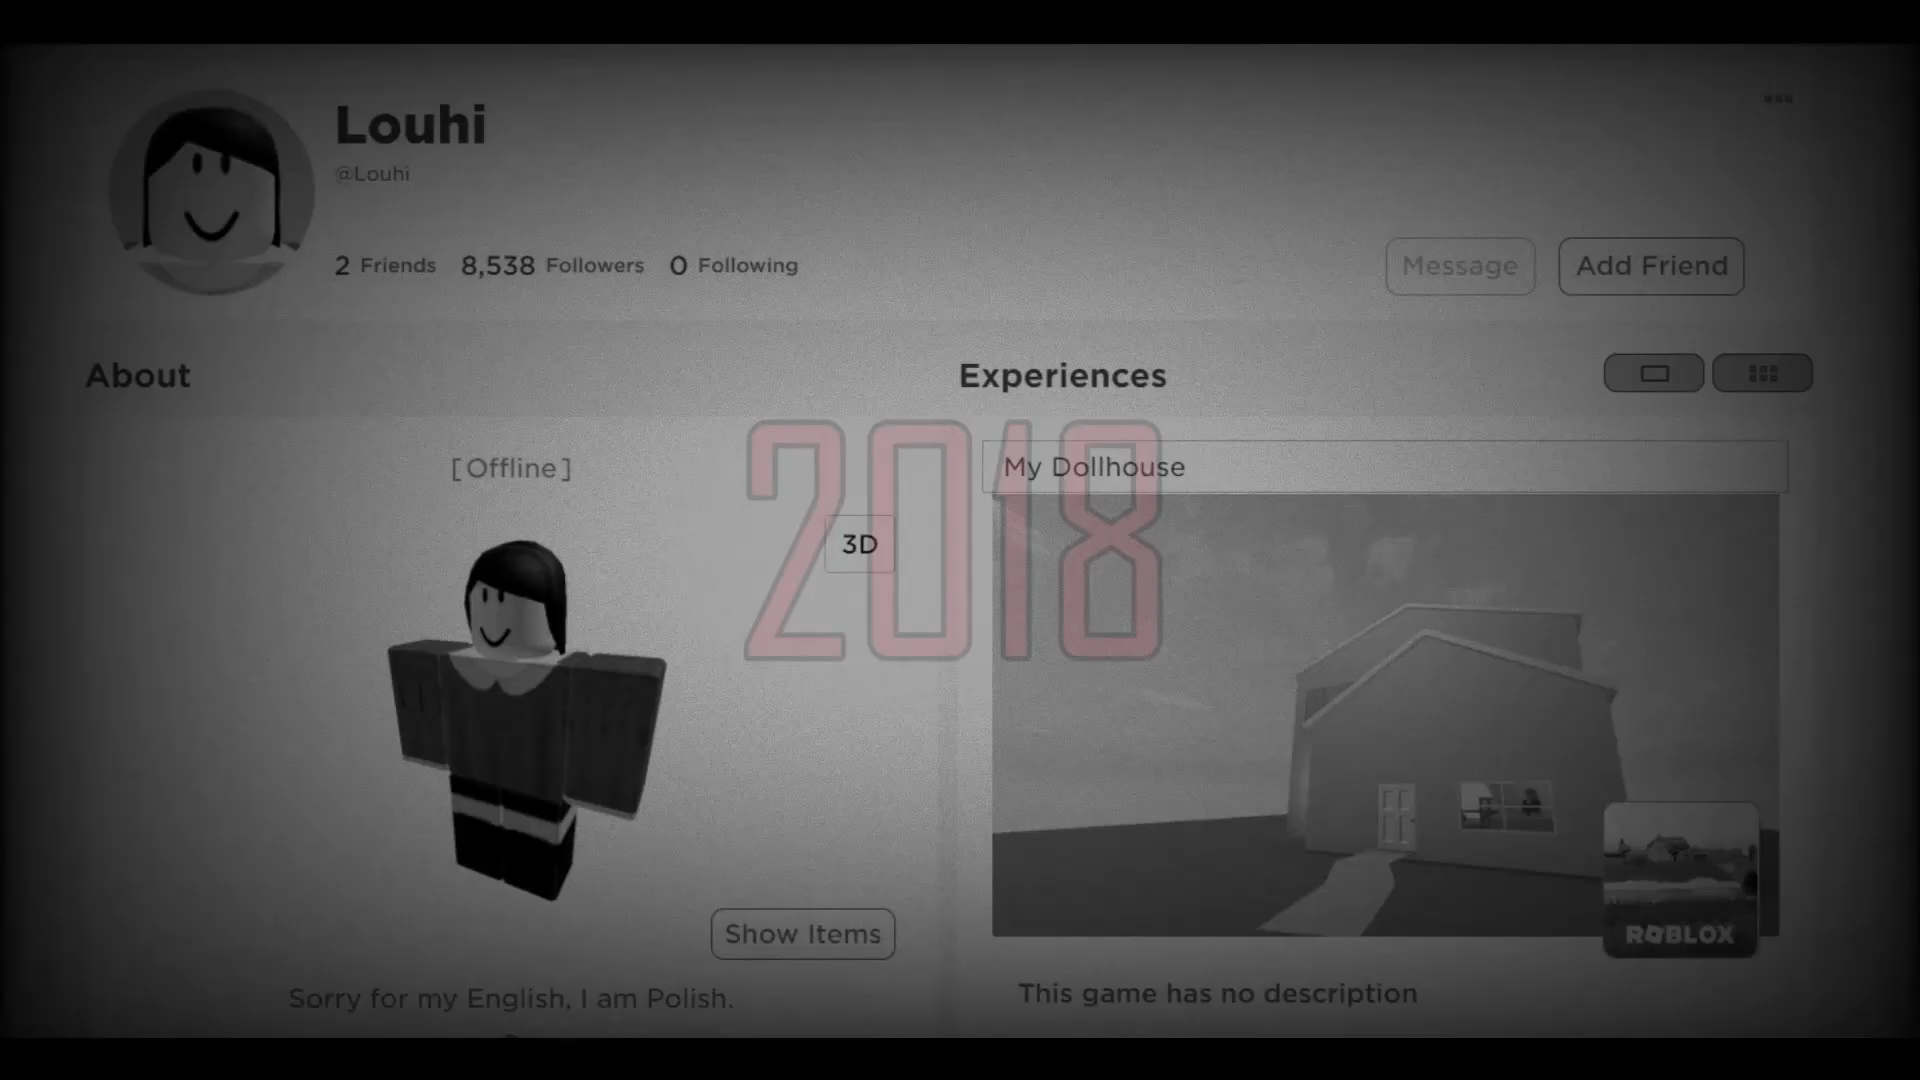 Louhi
@Louhi
2 Friends 8,538 Followers 0 Following
Message
Add Friend
About
Experiences
[Offline]
2018
My Dollhouse
3D
Show Items
ROBLOX
Sorry for my English, I am Polish.
This game has no description